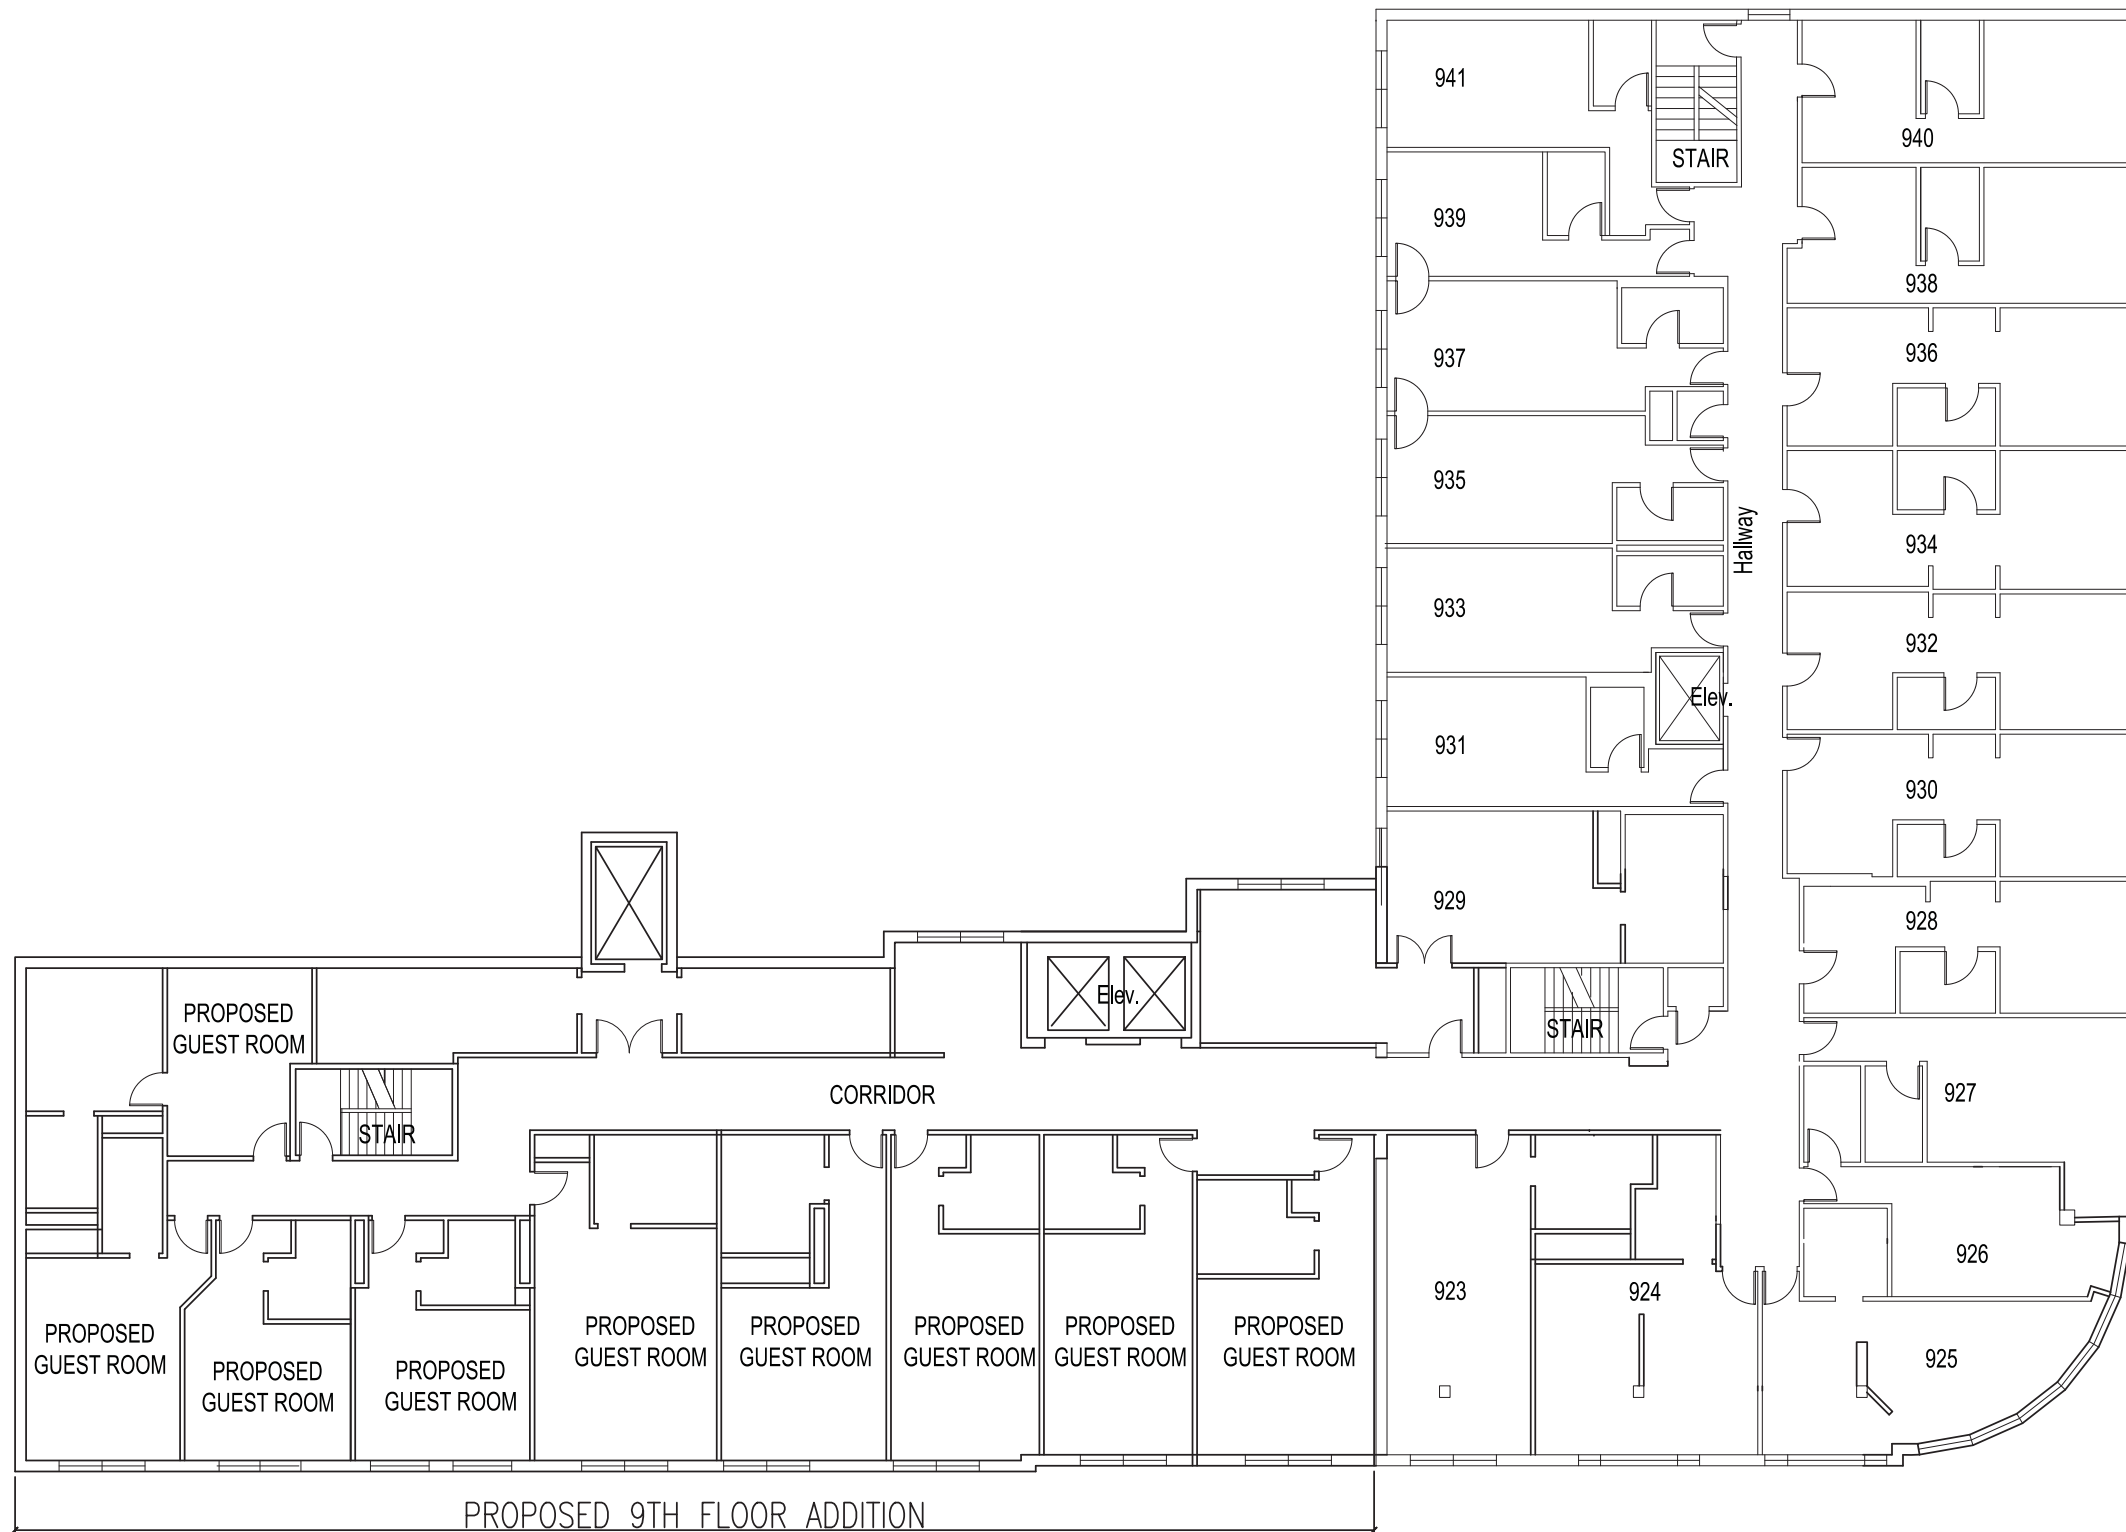 941
940
STAIR
939
938
937
936
935
Hallway
934
933
932
Elev.
931
930
929
928
PROPOSED
GUEST ROOM
Elev.
STAIR
CORRIDOR
927
STAIR
926
923
924
925
PROPOSED
GUEST ROOM
PROPOSED
GUEST ROOM
PROPOSED
GUEST ROOM
PROPOSED
GUEST ROOM
PROPOSED
GUEST ROOM
PROPOSED
GUEST ROOM
PROPOSED
GUEST ROOM
PROPOSED
GUEST ROOM
PROPOSED 9TH FLOOR ADDITION